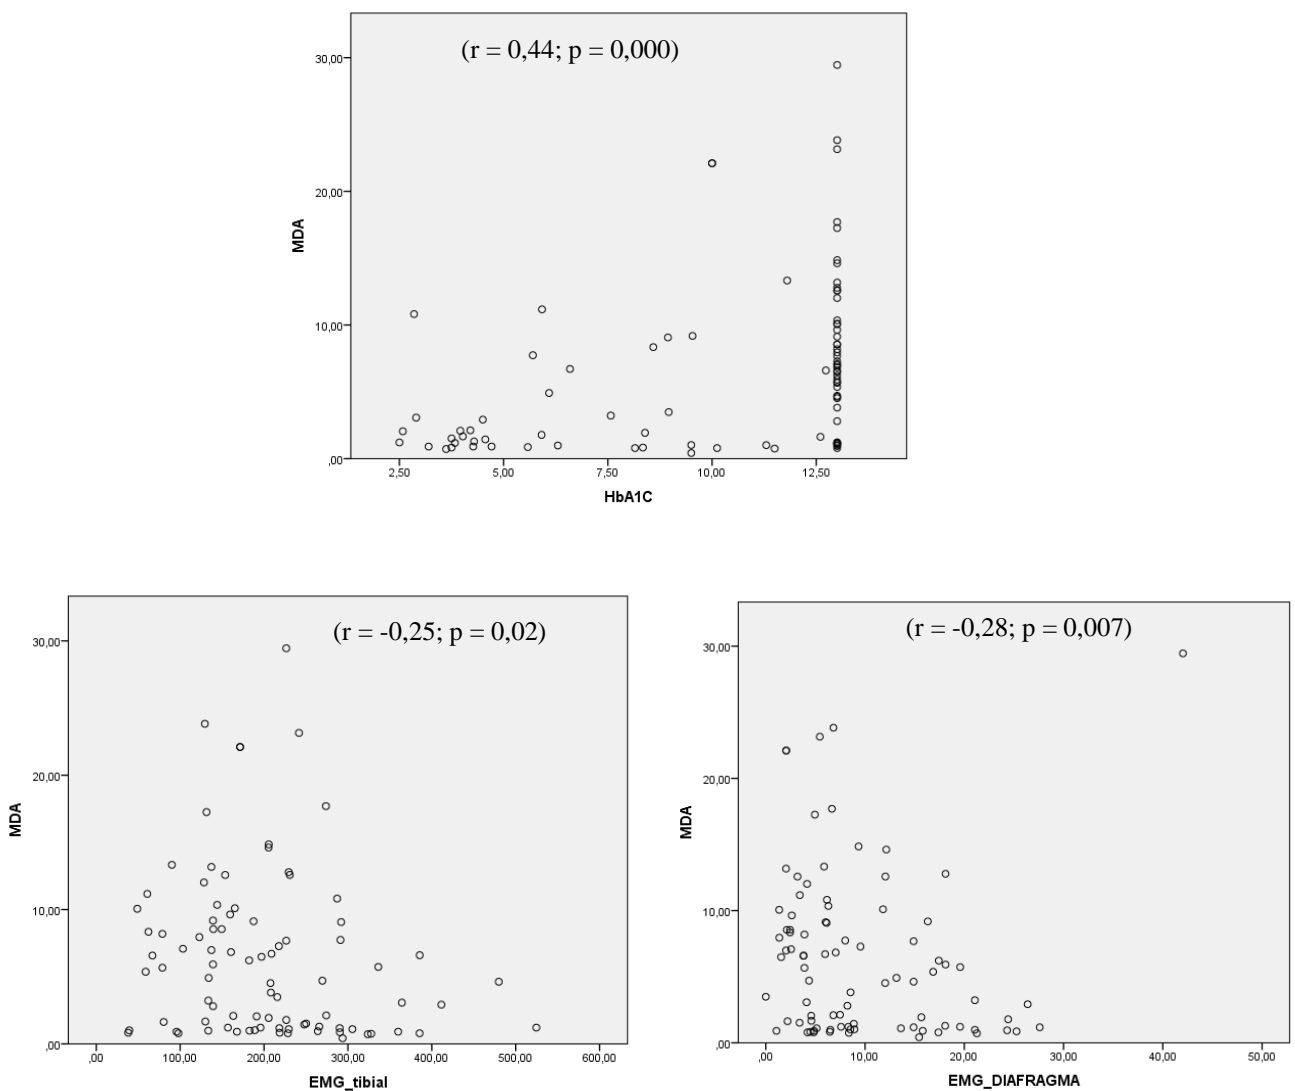 (r = 0,44; p = 0,000)
30,00
20,00
10,00
,00
MDA
2,50 5,00 7,50 10,00 12,50
HbA1C
(r = -0,25; p = 0,02)
30,00
20,00
10,00
,00
MDA
,00 100,00 200,00 300,00 400,00 500,00 600,00
EMG_tibial
(r = -0,28; p = 0,007)
30,00
20,00
10,00
,00
MDA
,00 10,00 20,00 30,00 40,00 50,00
EMG_DIAFRAGMA